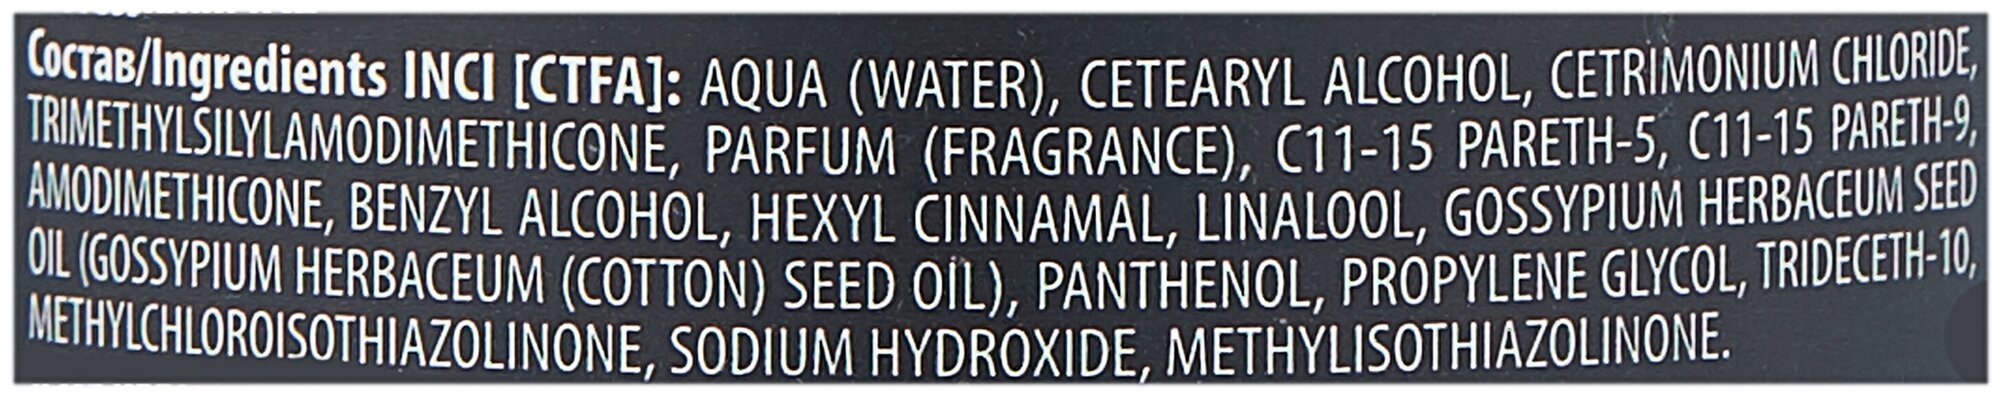 Состав/Ingredients INCI [CTFA]: AQUA (WATER), CETEARYL ALCOHOL, CETRIMONIUM CHLORIDE,
TRIMETHYLSILYLAMODIMETHICONE, PARFUM (FRAGRANCE), C11-15 PARETH-5, C11-15 PARETH-9,
AMODIMETHICONE, BENZYL ALCOHOL, HEXYL CINNAMAL, LINALOOL, GOSSYPIUM HERBACEUM SEED
OIL (GOSSYPIUM HERBACEUM (COTTON) SEED OIL), PANTHENOL, PROPYLENE GLYCOL, TRIDECETH-10,
METHYLCHLOROISOTHIAZOLINONE, SODIUM HYDROXIDE, METHYLISOTHIAZOLINONE.